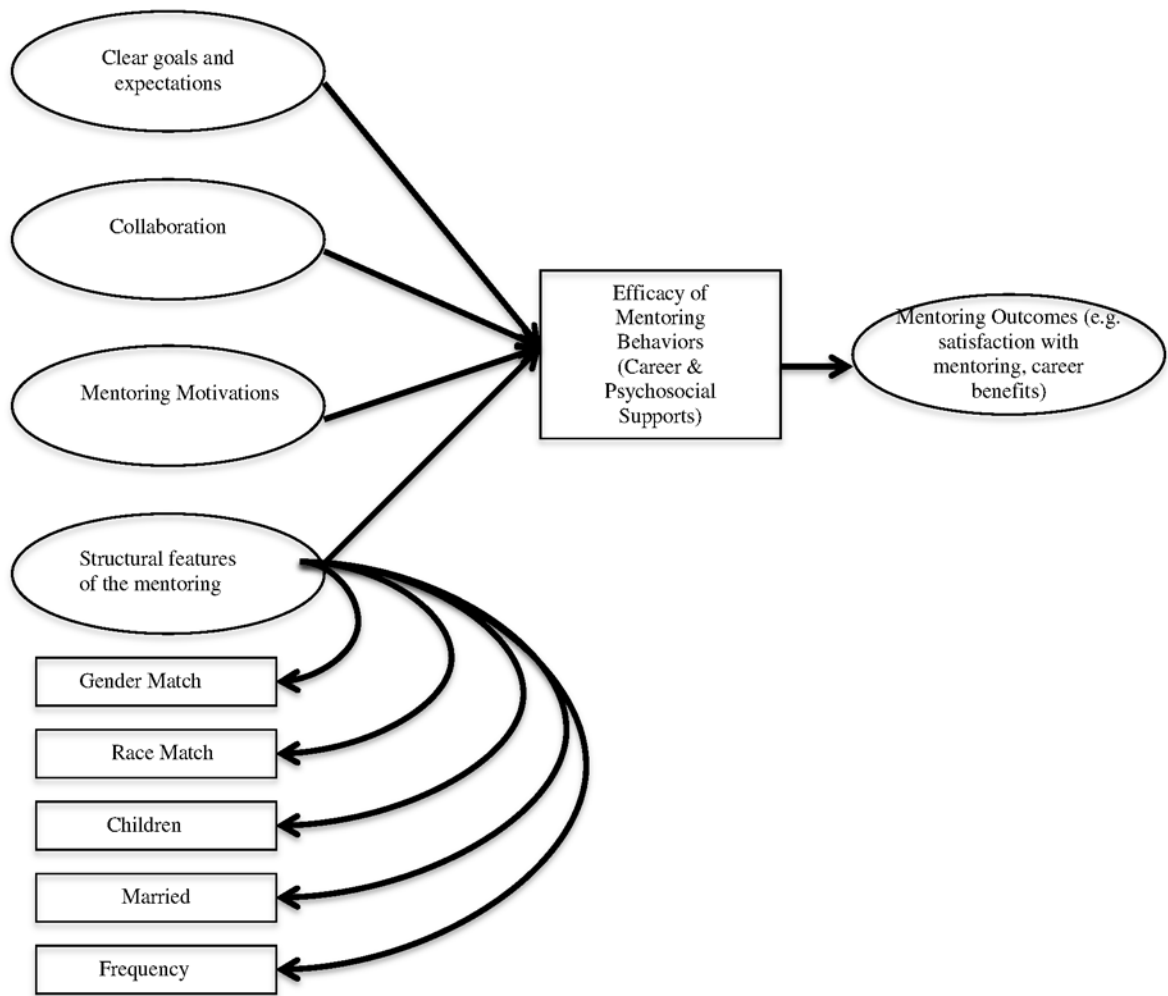 Clear goals and
expectations
Collaboration
Mentoring Motivations
Structural features
of the mentoring
Gender Match
Race Match
Children
Married
Frequency
Efficacy of
Mentoring
Behaviors
(Career &
Psychosocial
Supports)
Mentoring Outcomes (e.g.
satisfaction with
mentoring, career
benefits)